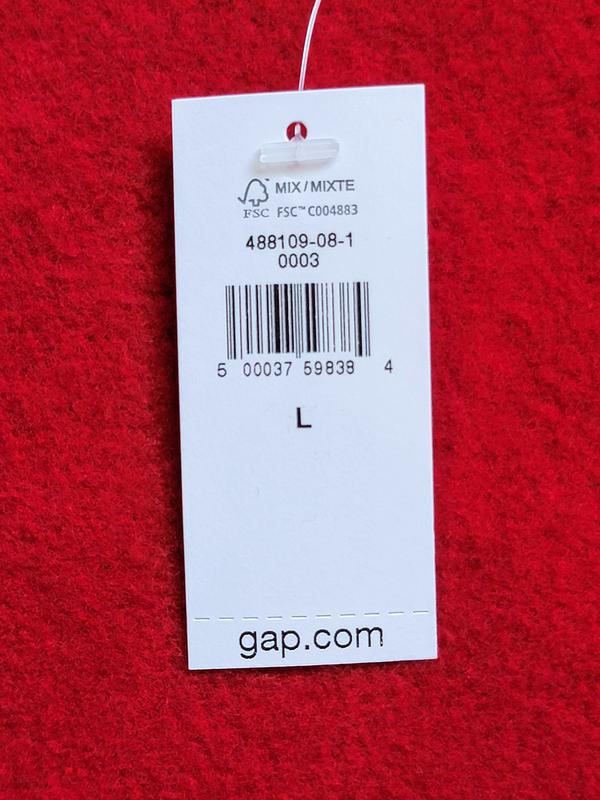 MIX / MIXTE
FSC FSC™ C004883
488109-08-1
0003
5 00037 59838 4
L
gap.com